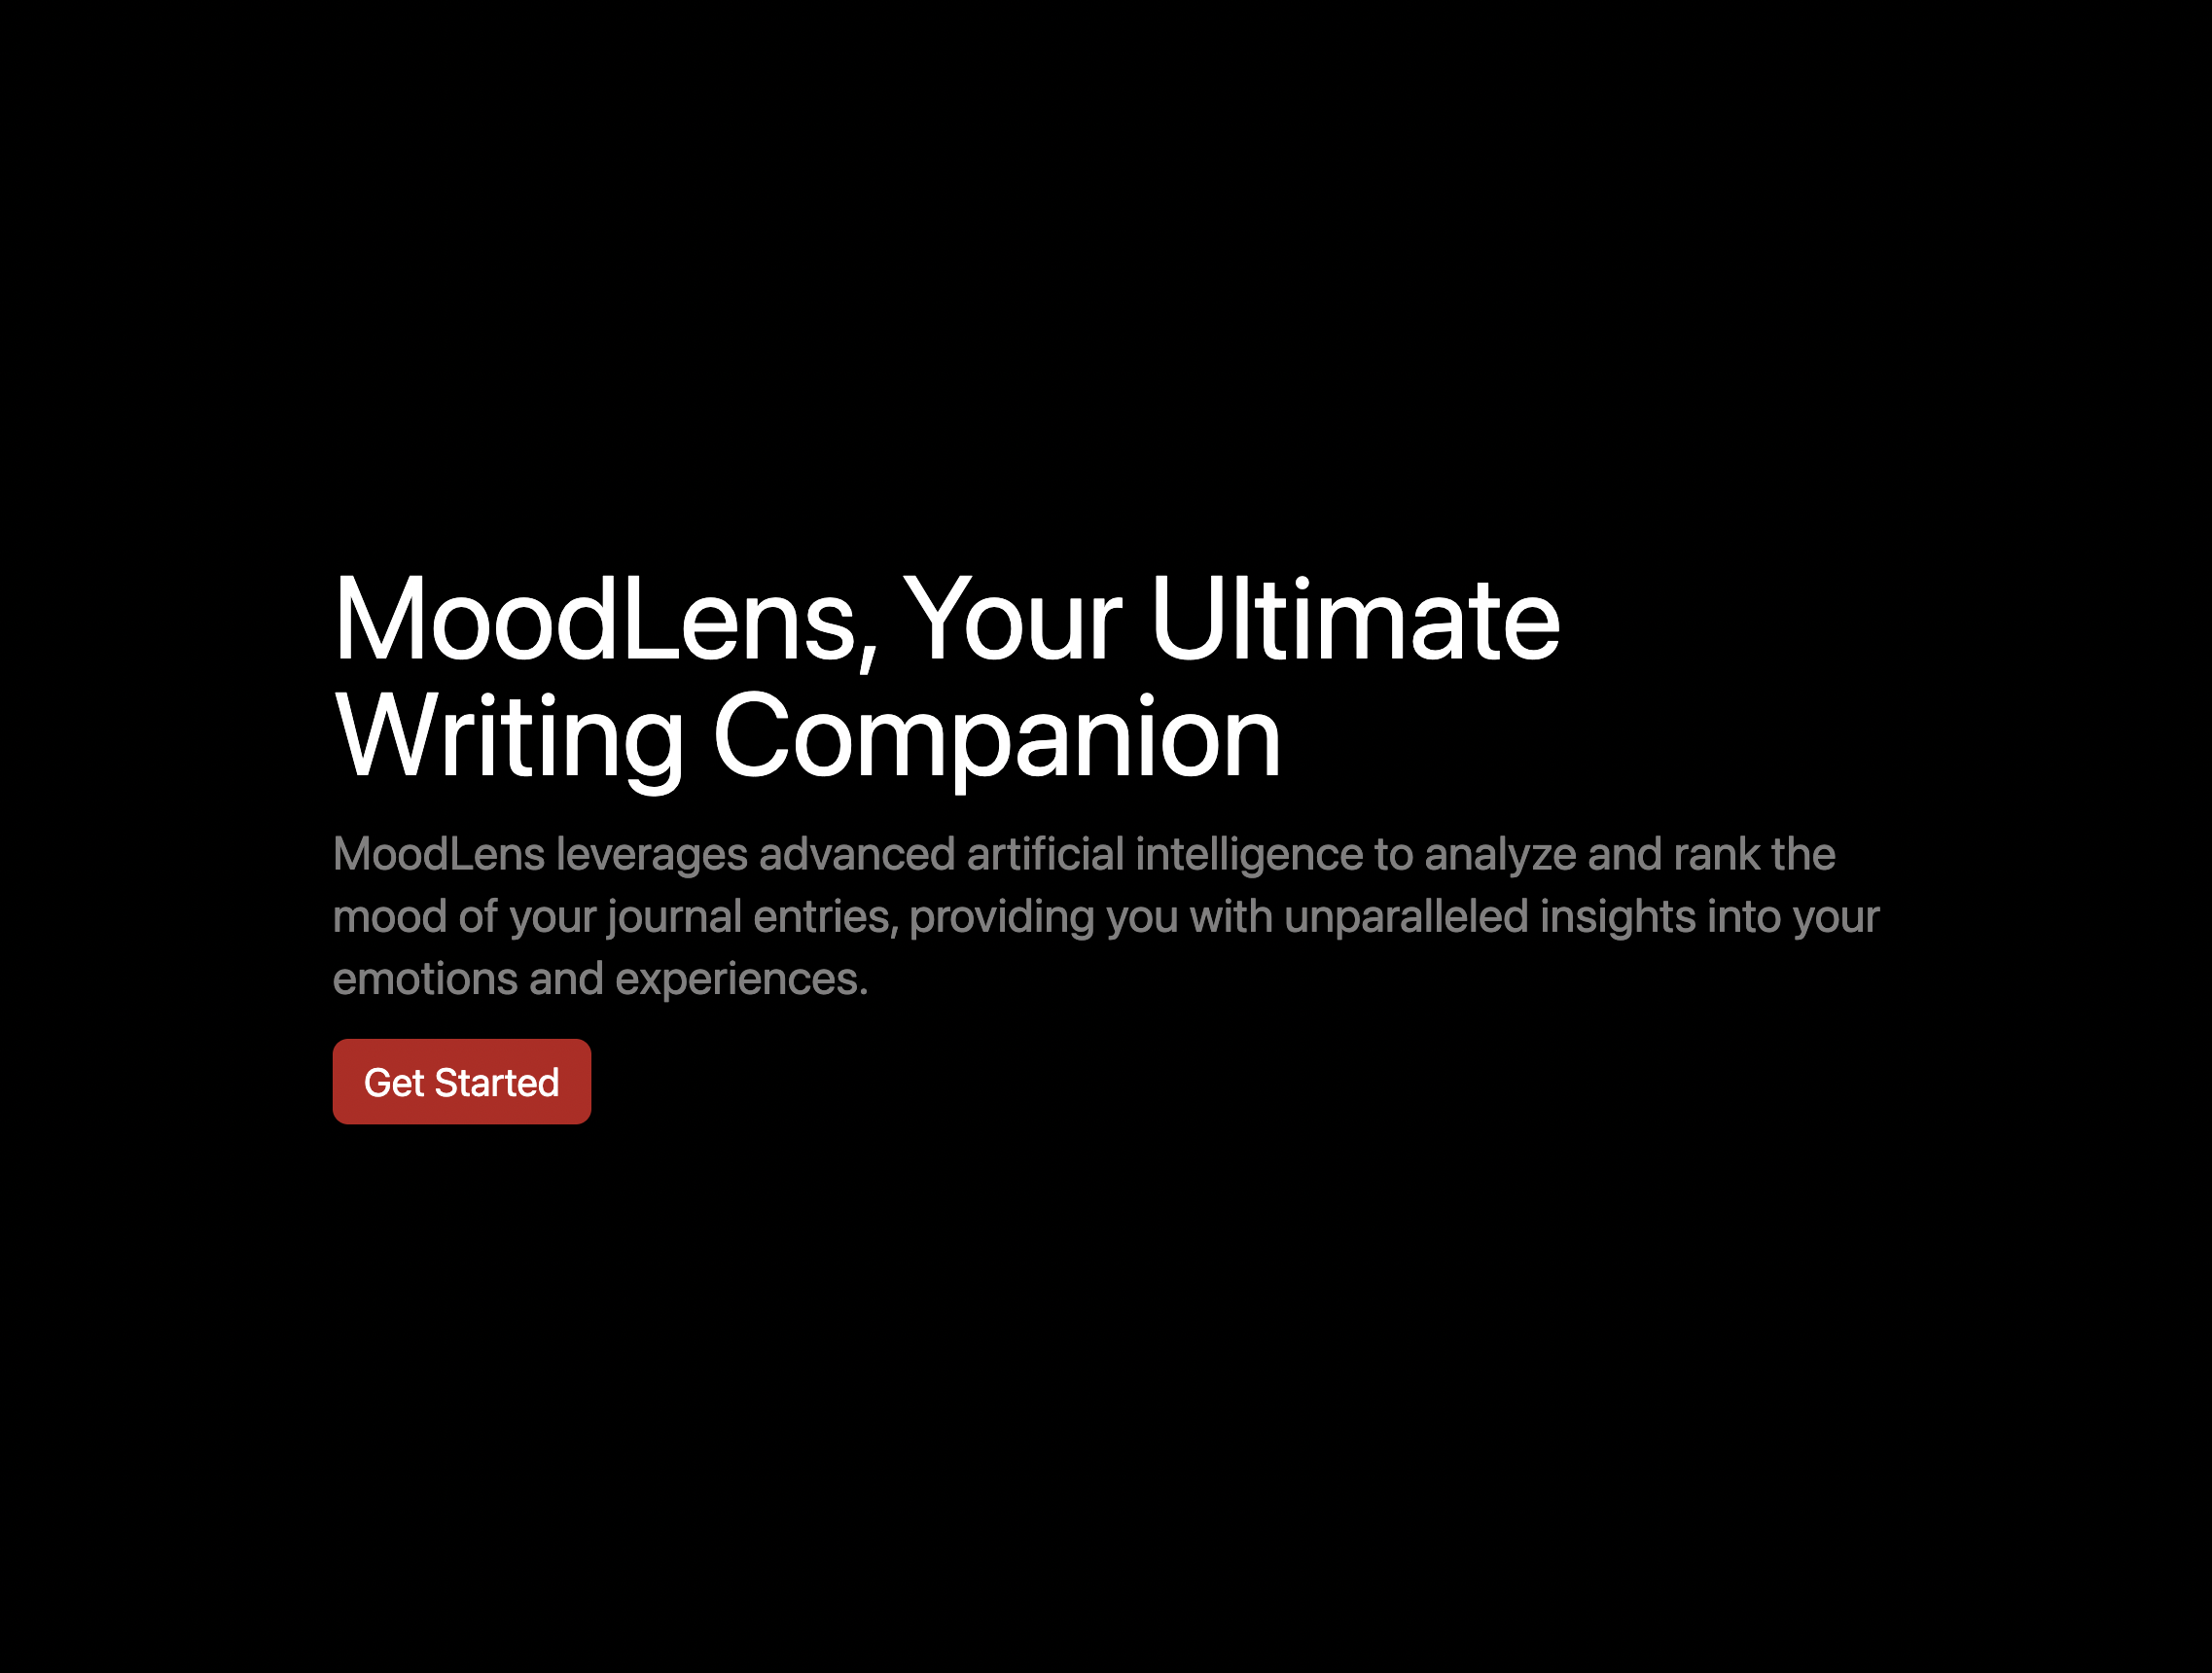 MoodLens, Your Ultimate
Writing Companion
MoodLens leverages advanced artificial intelligence to analyze and rank the
mood of your journal entries, providing you with unparalleled insights into your
emotions and experiences.
Get Started